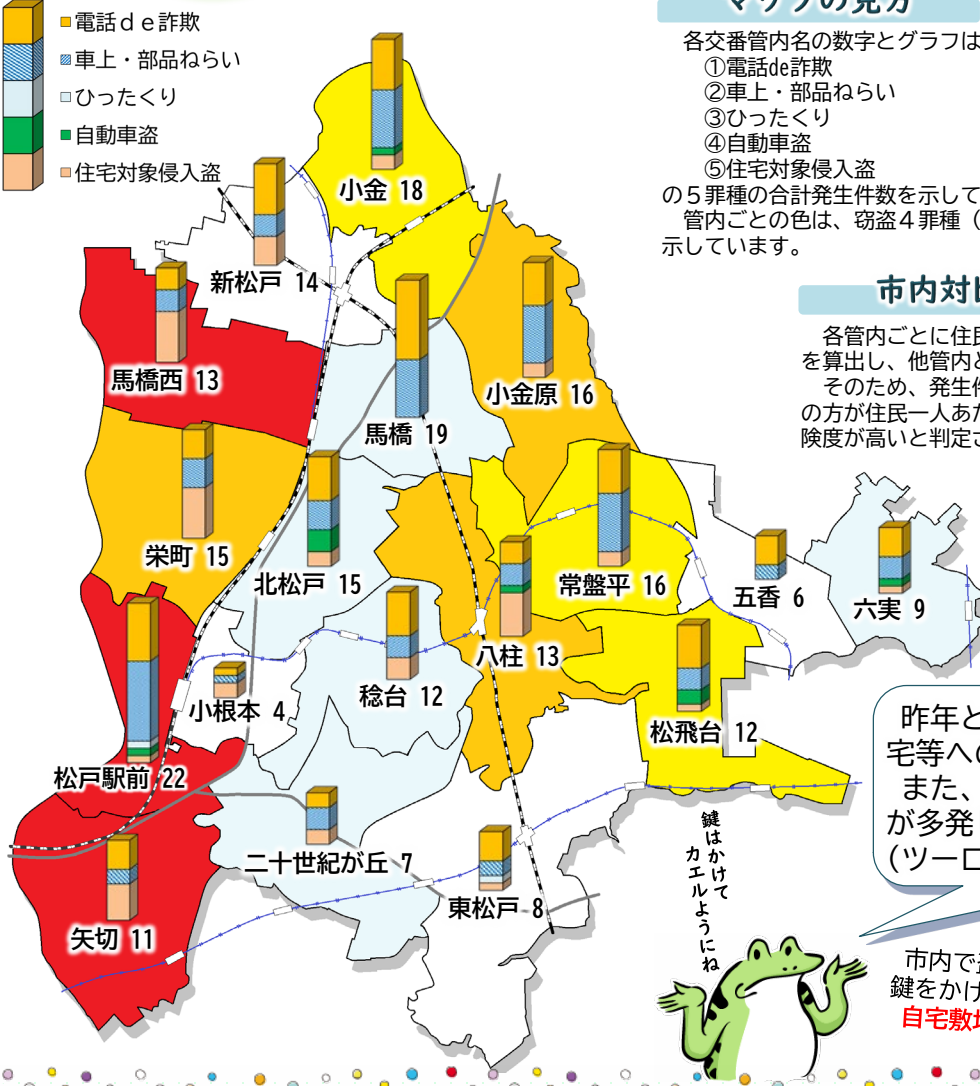 電話ｄｅ詐欺
車上・部品ねらい
ひったくり
自動車盗
住宅対象侵入盗
マップの見方
各交番管内名の数字とグラフは
①電話de詐欺
②車上・部品ねらい
③ひったくり
④自動車盗
⑤住宅対象侵入盗
の５罪種の合計発生件数を示して
管内ごとの色は、窃盗４罪種（
示しています。
市内対
各管内ごとに住民
を算出し、他管内と
そのため、発生件
の方が住民一人あた
険度が高いと判定さ
小金 18
新松戸 14
馬橋西 13
小金原 16
馬橋 19
栄町 15
北松戸 15
常盤平 16
五香 6
六実 9
八柱 13
稔台 12
小根本 4
松飛台 12
松戸駅前 22
二十世紀が丘 7
東松戸 8
矢切 11
昨年と
宅等への
また、
が多発
(ツーロ
鍵はかけて
カエルようにね
市内で
鍵をかけ
自宅敷地